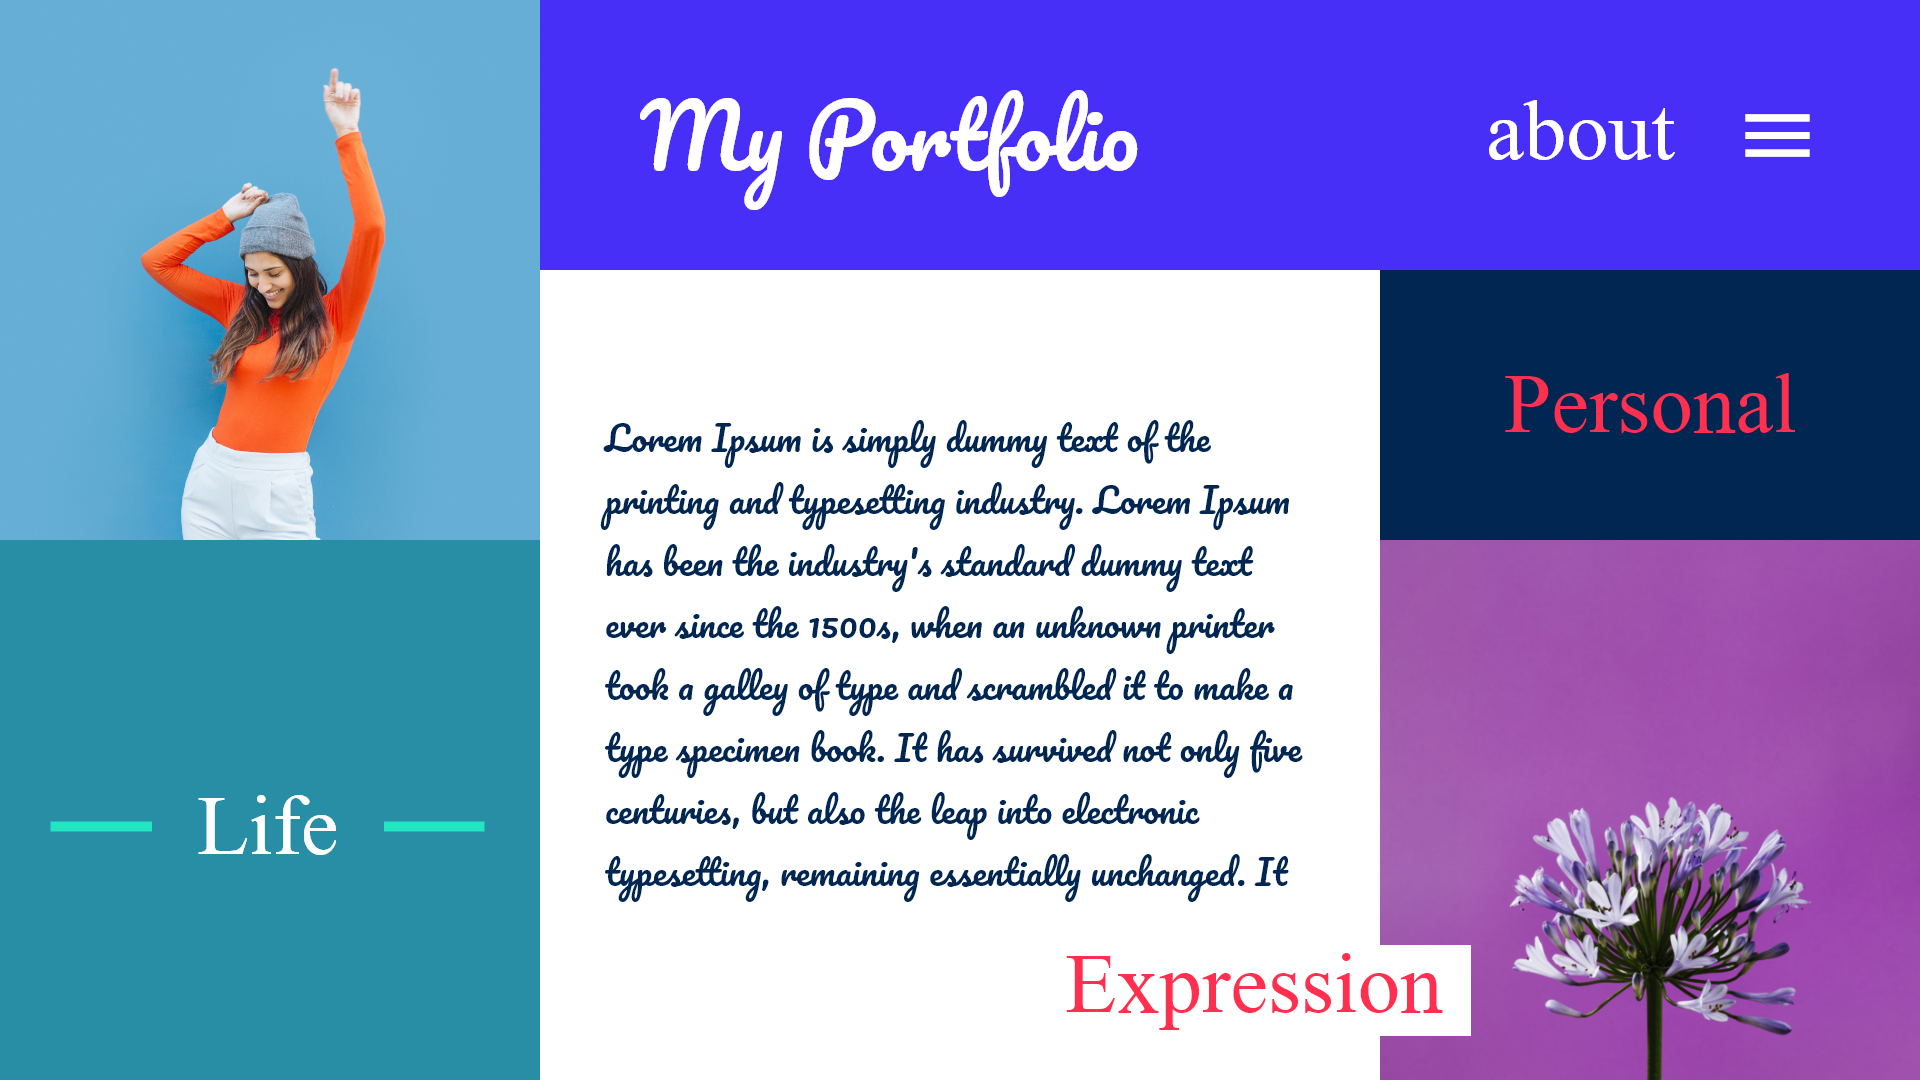 My Portfolio
about
Personal
Lorem Ipsum is simply dummy text of the
printing and typesetting industry. Lorem Ipsum
has been the industry's standard dummy text
ever since the 1500s, when an unknown printer
took a galley of type and scrambled it to make a
type specimen book. It has survived not only five
centuries, but also the leap into electronic
typesetting, remaining essentially unchanged. It
Life
Expression